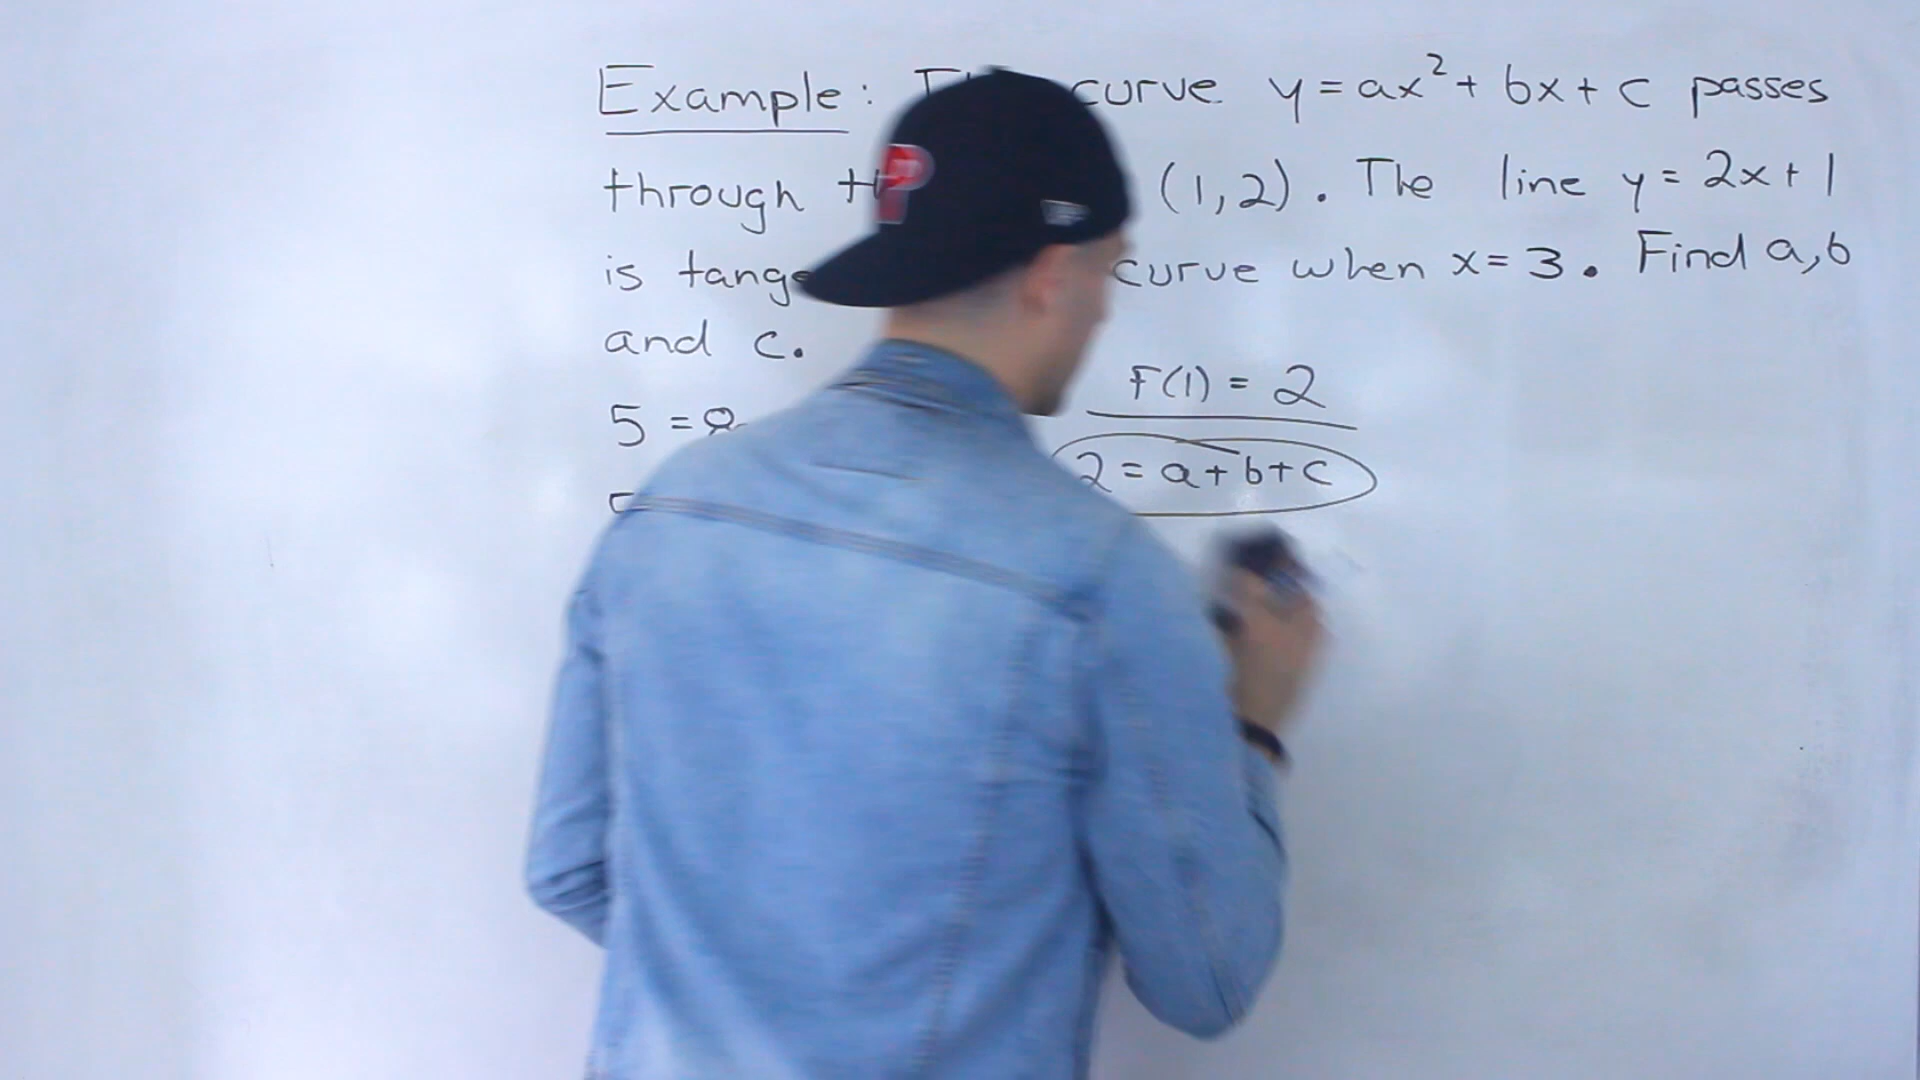 Example: curve y=ax²+bx+c passes
through (1,2). The line y=2x+1
is curve when x=3. Find a,b
and c.
F(1) = 2
5 =
2 = a+b+c
P